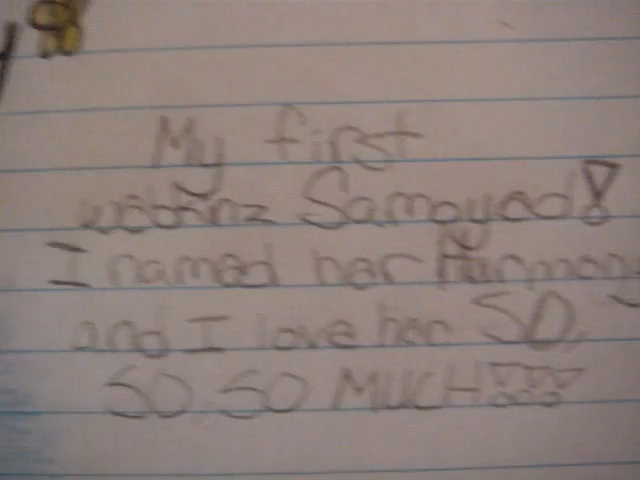 My first
webkinz Samoyed!
I named her Harmony
and I love her SO,
SO, SO MUCH!!!!